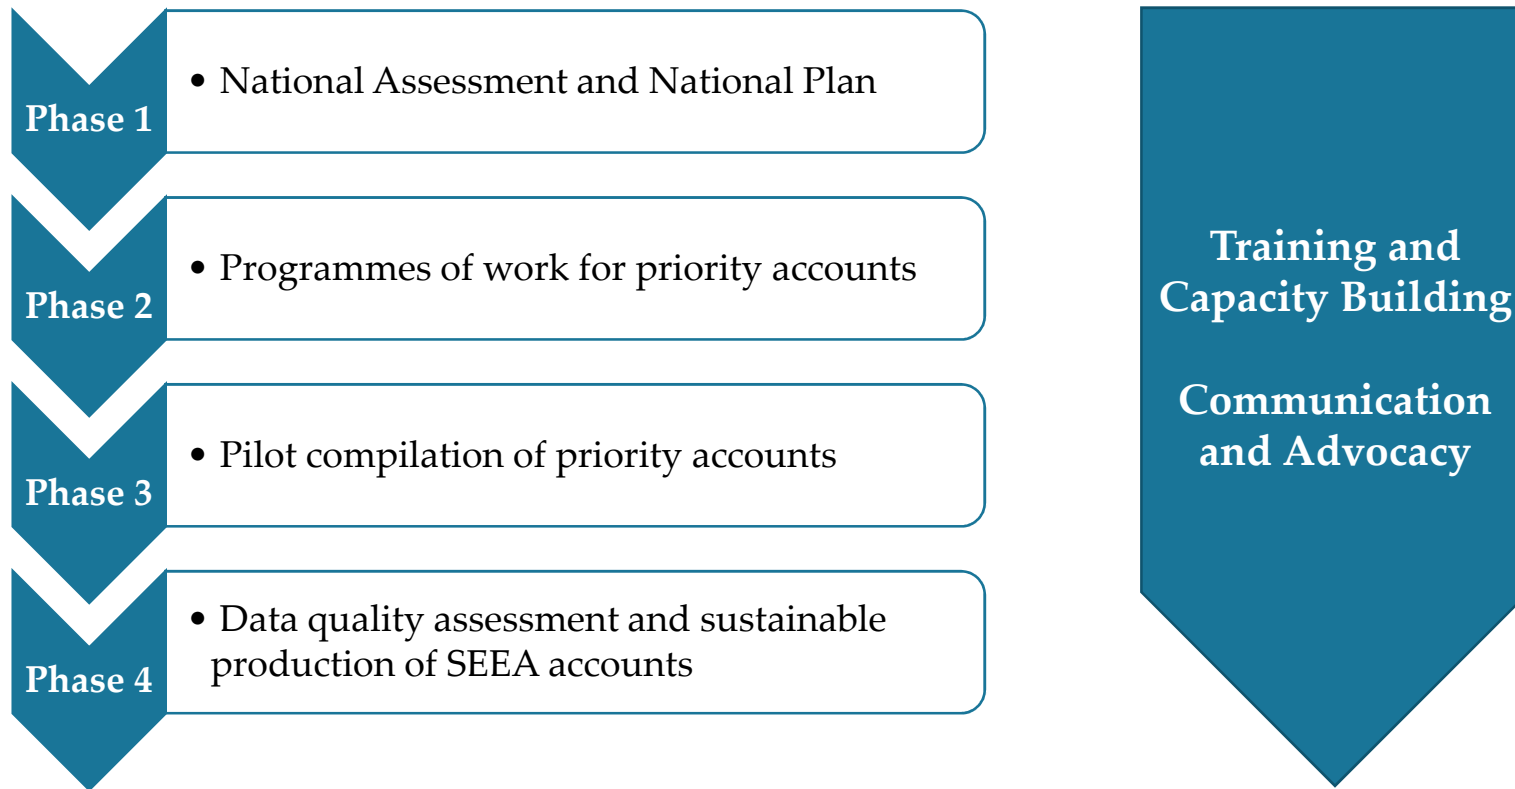 Phase 1
• National Assessment and National Plan
Phase 2
• Programmes of work for priority accounts
Phase 3
• Pilot compilation of priority accounts
Phase 4
• Data quality assessment and sustainable
production of SEEA accounts
Training and
Capacity Building
Communication
and Advocacy